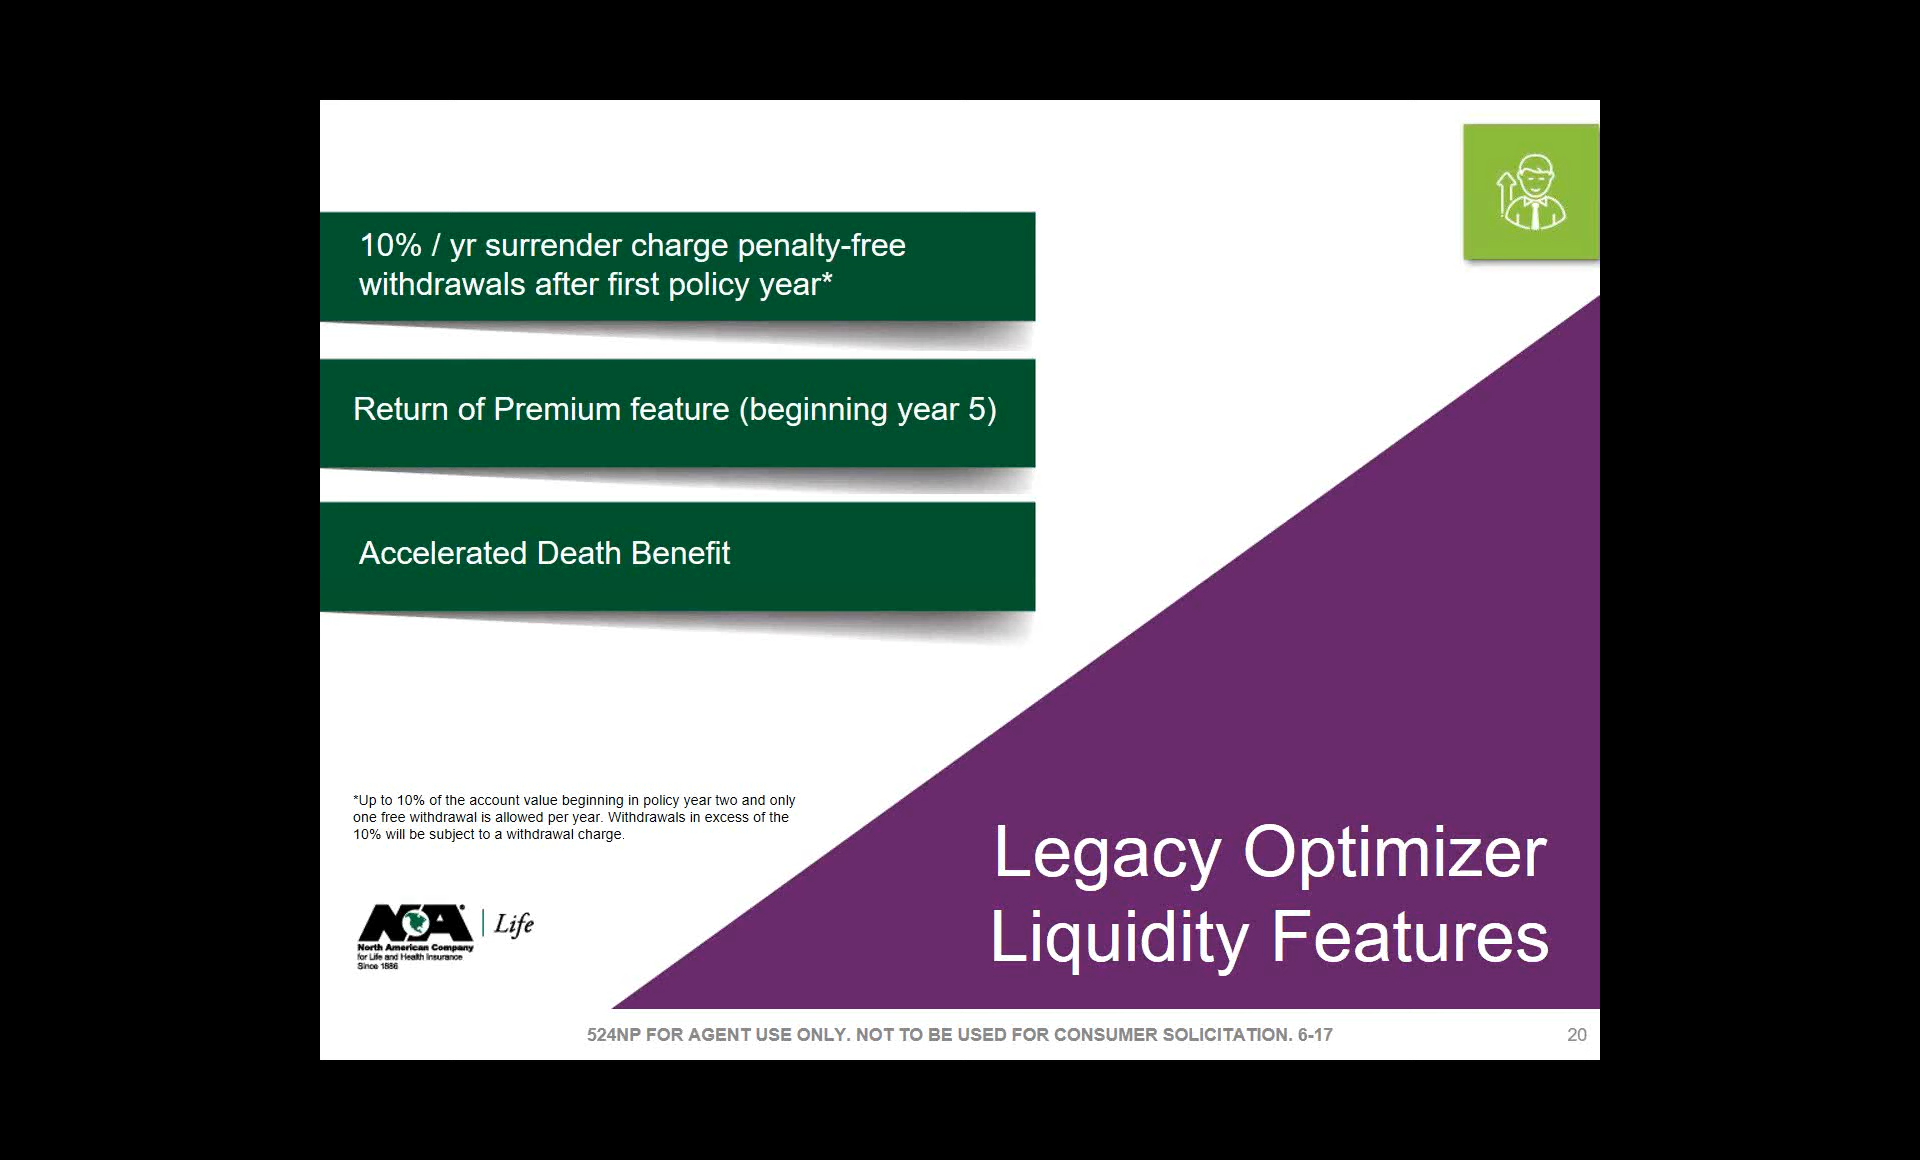 10% / yr surrender charge penalty-free
withdrawals after first policy year*
Return of Premium feature (beginning year 5)
Accelerated Death Benefit
*Up to 10% of the account value beginning in policy year two and only
one free withdrawal is allowed per year. Withdrawals in excess of the
10% will be subject to a withdrawal charge.
Legacy Optimizer
Liquidity Features
NA® | Life
North American Company
for Life and Health Insurance
Since 1886
524NP FOR AGENT USE ONLY. NOT TO BE USED FOR CONSUMER SOLICITATION. 6-17
20